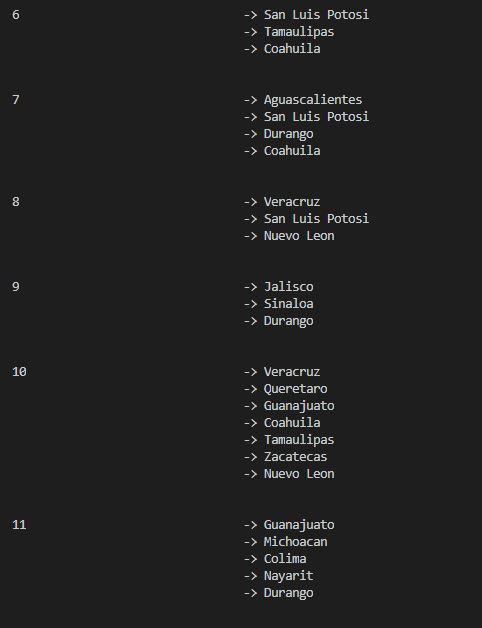 6 -> San Luis Potosi
-> Tamaulipas
-> Coahuila
7 -> Aguascalientes
-> San Luis Potosi
-> Durango
-> Coahuila
8 -> Veracruz
-> San Luis Potosi
-> Nuevo Leon
9 -> Jalisco
-> Sinaloa
-> Durango
10 -> Veracruz
-> Queretaro
-> Guanajuato
-> Coahuila
-> Tamaulipas
-> Zacatecas
-> Nuevo Leon
11 -> Guanajuato
-> Michoacan
-> Colima
-> Nayarit
-> Durango